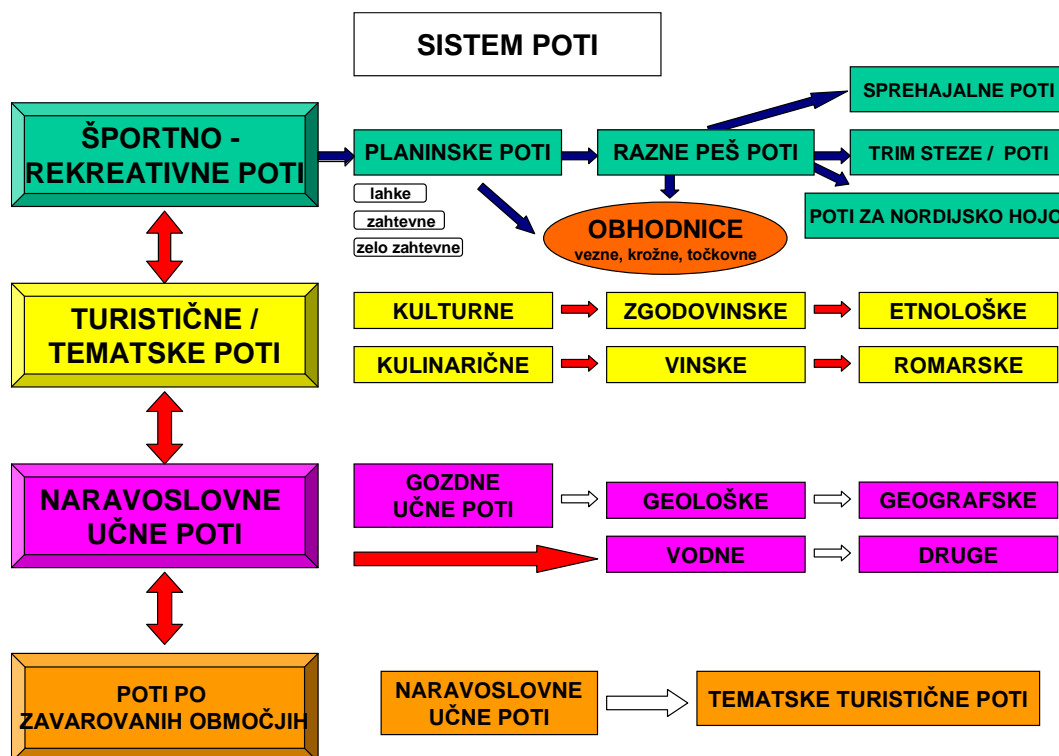 SISTEM POTI
ŠPORTNO -
REKREATIVNE POTI
PLANINSKE POTI
RAZNE PEŠ POTI
SPREHAJALNE POTI
TRIM STEZE / POTI
POTI ZA NORDIJSKO HOJO
lahke
zahtevne
zelo zahtevne
OBHODNICE
vezne, krožne, točkovne
TURISTIČNE /
TEMATSKE POTI
KULTURNE
ZGODOVINSKE
ETNOLOŠKE
KULINARIČNE
VINSKE
ROMARSKE
NARAVOSLOVNE
UČNE POTI
GOZDNE
UČNE POTI
GEOLOŠKE
GEOGRAFSKE
VODNE
DRUGE
POTI PO
ZAVAROVANIH OBMOČJIH
NARAVOSLOVNE
UČNE POTI
TEMATSKE TURISTIČNE POTI